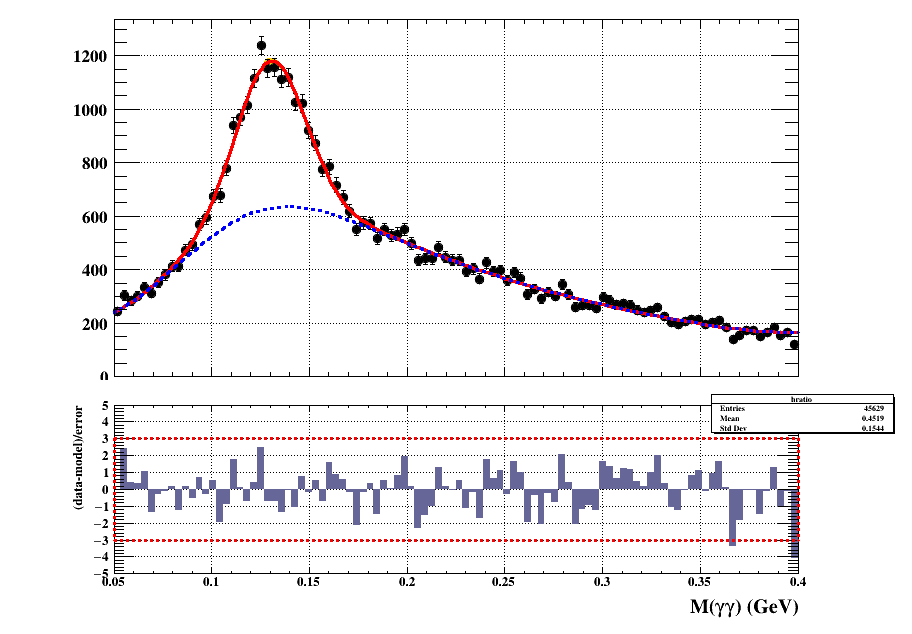 1200
1000
800
600
400
200
0
hratio
Entries 45629
Mean 0.4519
Std Dev 0.1544
(data-model)/error
5
4
3
2
1
0
−1
−2
−3
−4
−5
0.05 0.1 0.15 0.2 0.25 0.3 0.35 0.4
M(γγ) (GeV)